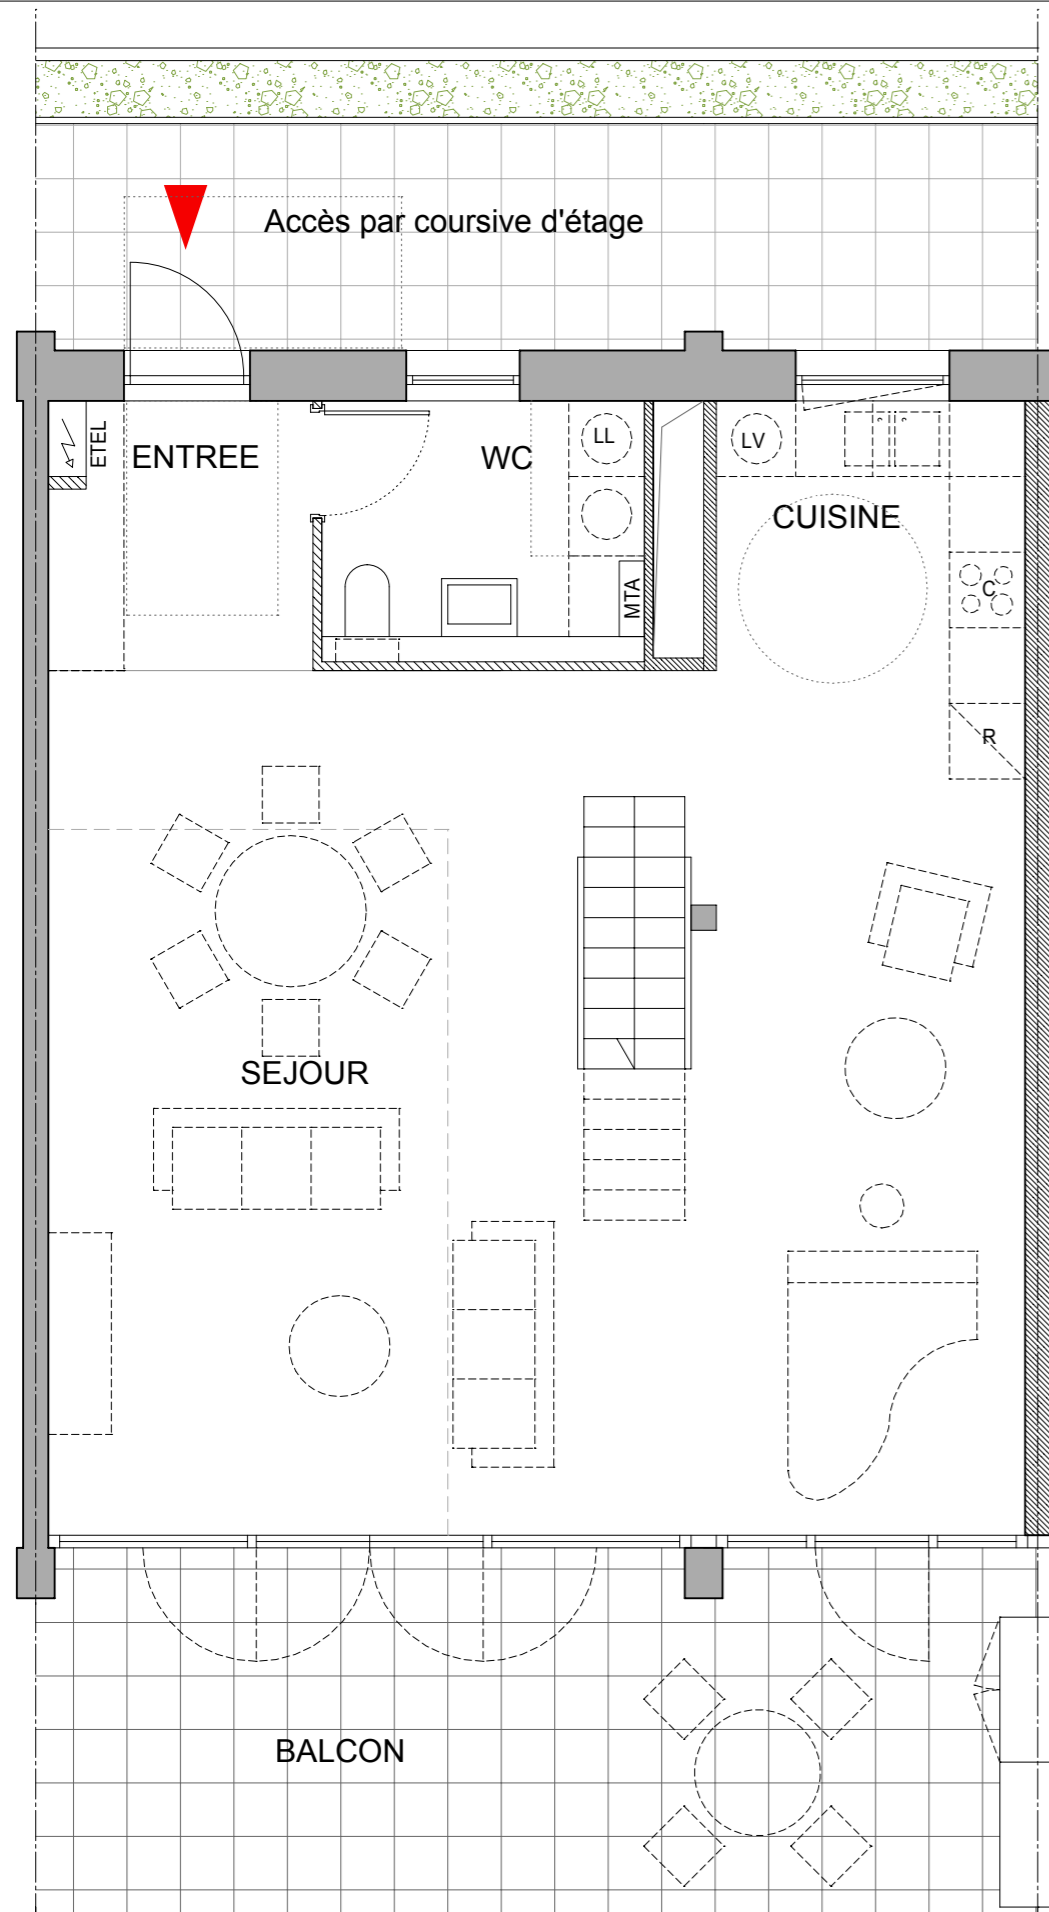 Accès par coursive d'étage
ETEL
ENTREE
WC
LL
LV
CUISINE
MTA
C
R
SEJOUR
BALCON